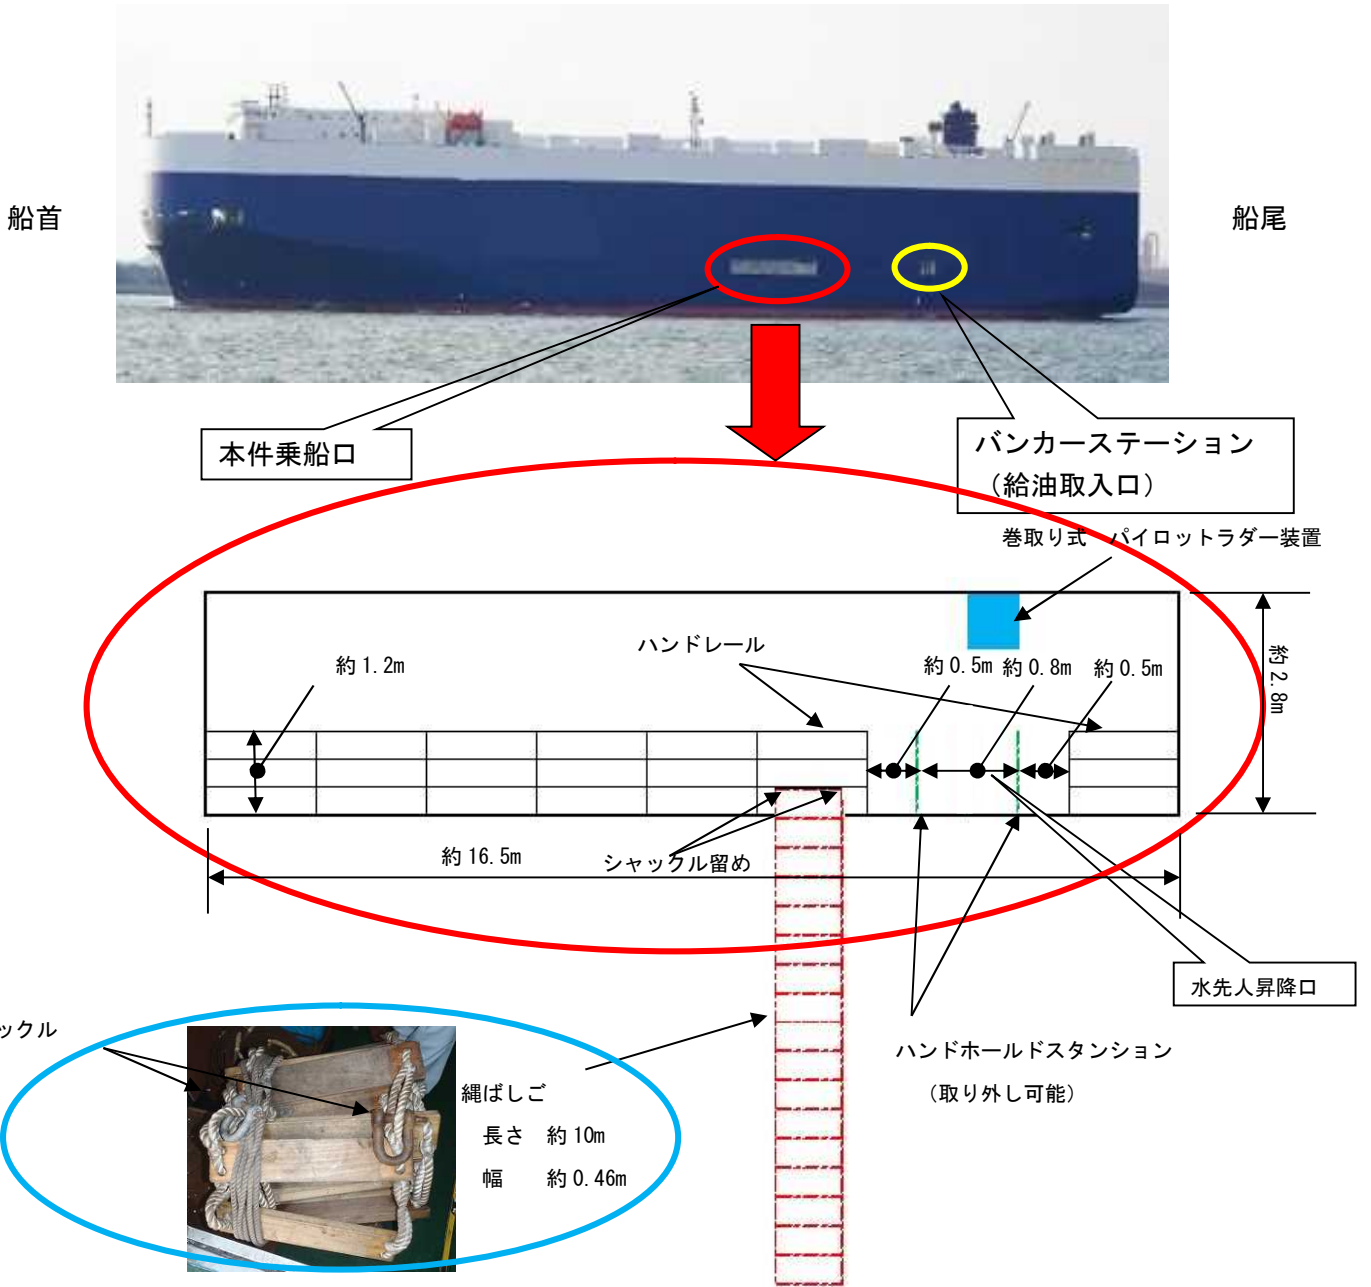 船首
船尾
本件乗船口
バンカーステーション
(給油取入口)
巻取り式 パイロットラダー装置
ハンドレール
約1.2m
約0.5m
約0.8m
約0.5m
約2.8m
約16.5m
シャックル留め
水先人昇降口
ハンドホールドスタンション
(取り外し可能)
ックル
縄ばしご
長さ 約10m
幅 約0.46m